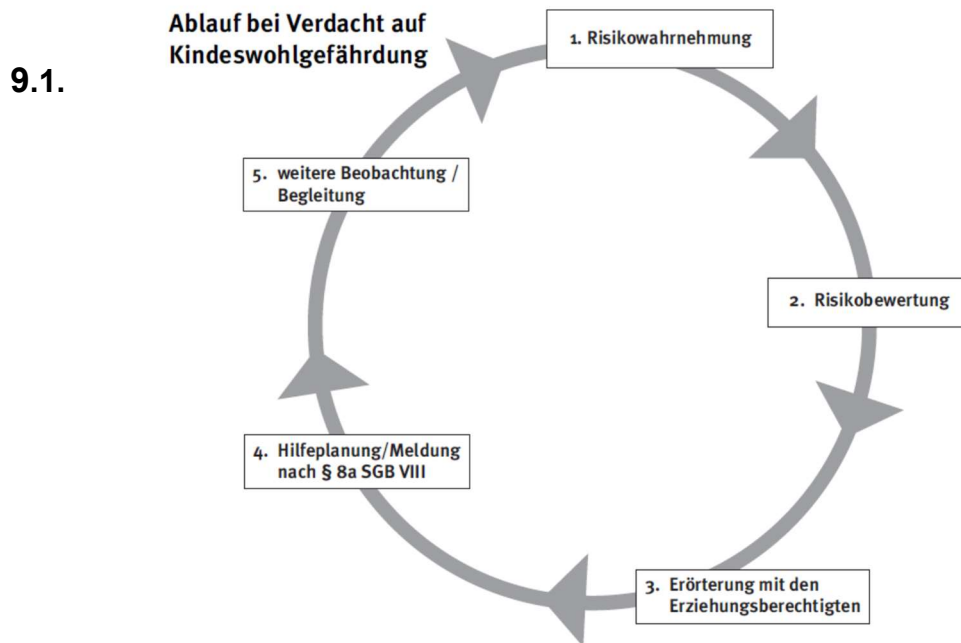 Ablauf bei Verdacht auf
Kindeswohlgefährdung
9.1.
1. Risikowahrnehmung
2. Risikobewertung
3. Erörterung mit den
Erziehungsberechtigten
4. Hilfeplanung/Meldung
nach § 8a SGB VIII
5. weitere Beobachtung /
Begleitung